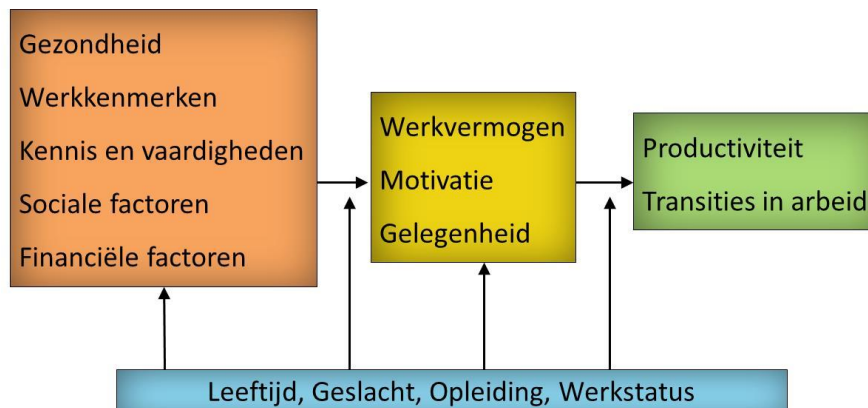 Gezondheid
Werkkenmerken
Kennis en vaardigheden
Sociale factoren
Financiële factoren
Werkvermogen
Motivatie
Gelegenheid
Productiviteit
Transities in arbeid
Leeftijd, Geslacht, Opleiding, Werkstatus